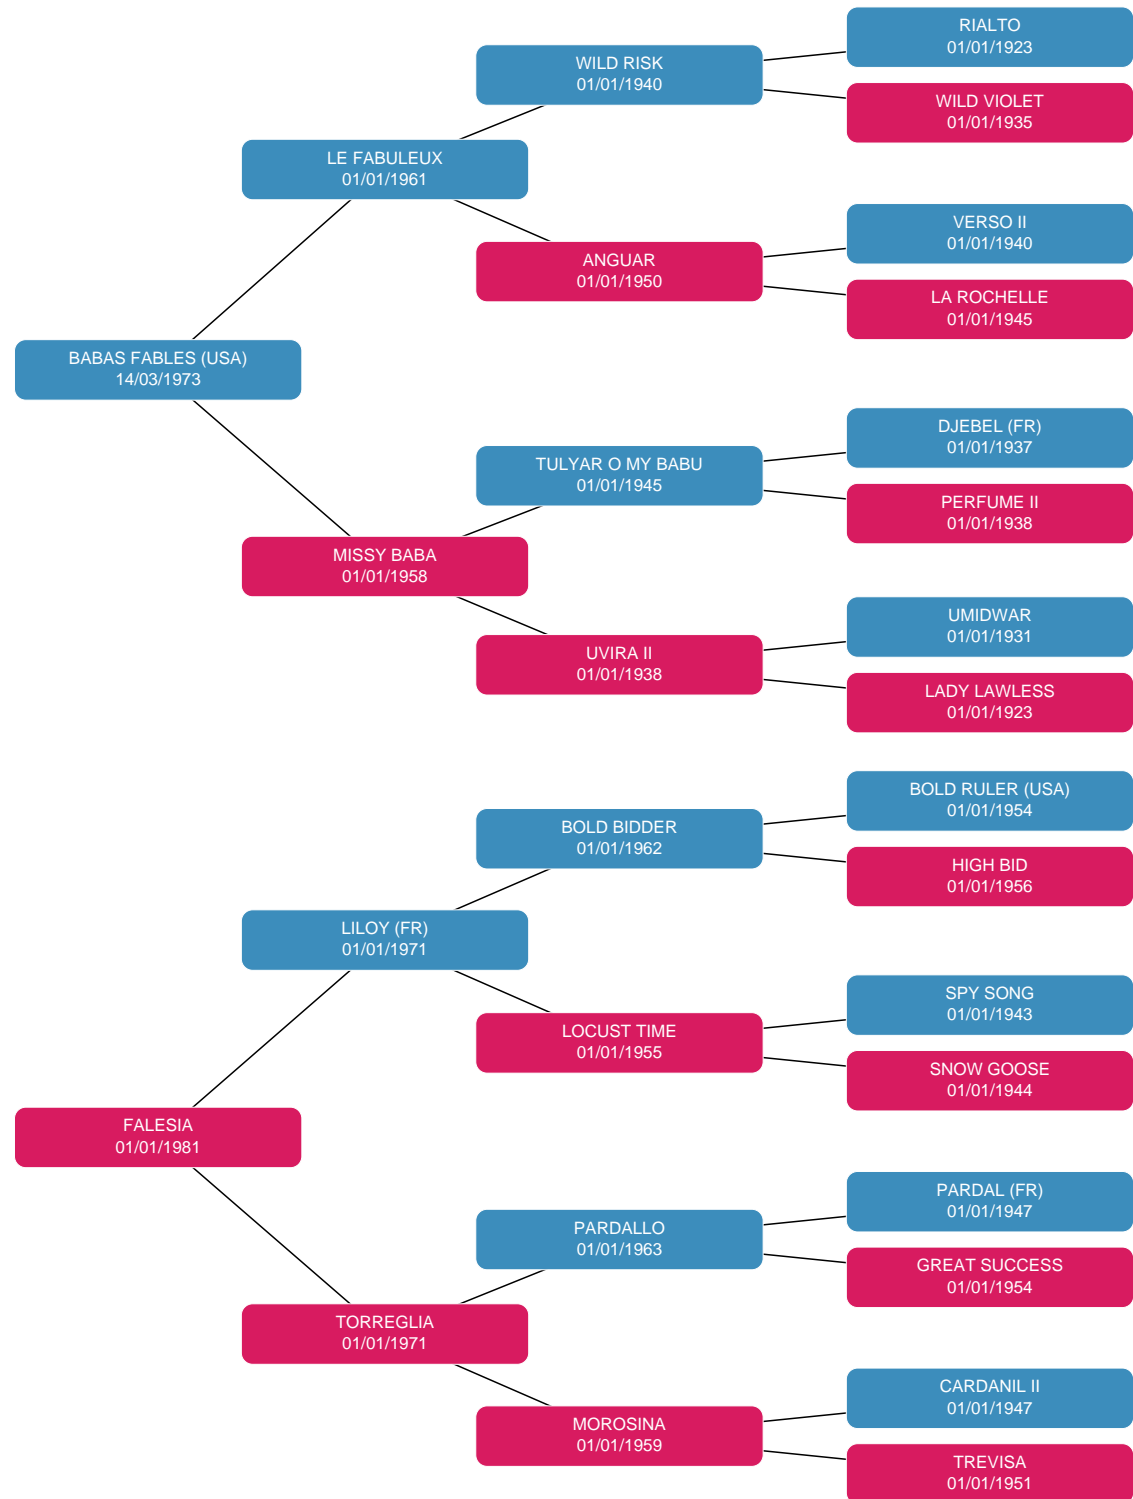 RIALTO
01/01/1923
WILD RISK
01/01/1940
WILD VIOLET
01/01/1935
LE FABULEUX
01/01/1961
VERSO II
01/01/1940
ANGUAR
01/01/1950
LA ROCHELLE
01/01/1945
BABAS FABLES (USA)
14/03/1973
DJEBEL (FR)
01/01/1937
TULYAR O MY BABU
01/01/1945
PERFUME II
01/01/1938
MISSY BABA
01/01/1958
UMIDWAR
01/01/1931
UVIRA II
01/01/1938
LADY LAWLESS
01/01/1923
BOLD RULER (USA)
01/01/1954
BOLD BIDDER
01/01/1962
HIGH BID
01/01/1956
LILOY (FR)
01/01/1971
SPY SONG
01/01/1943
LOCUST TIME
01/01/1955
SNOW GOOSE
01/01/1944
FALESIA
01/01/1981
PARDAL (FR)
01/01/1947
PARDALLO
01/01/1963
GREAT SUCCESS
01/01/1954
TORREGLIA
01/01/1971
CARDANIL II
01/01/1947
MOROSINA
01/01/1959
TREVISA
01/01/1951